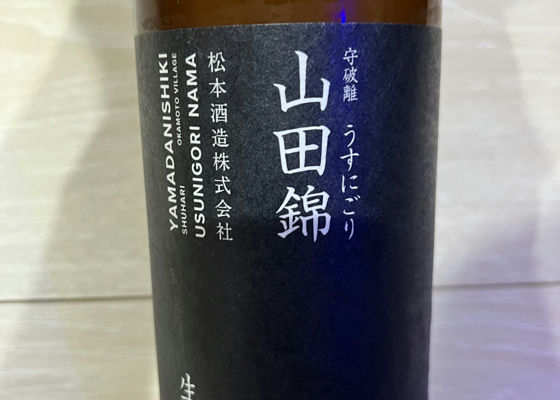 守破離 うすにごり
山田錦
松本酒造株式会社
USUNIGORI NAMA
OKAMOTO VILLAGE
SHUHARI
YAMADANISHIKI
生